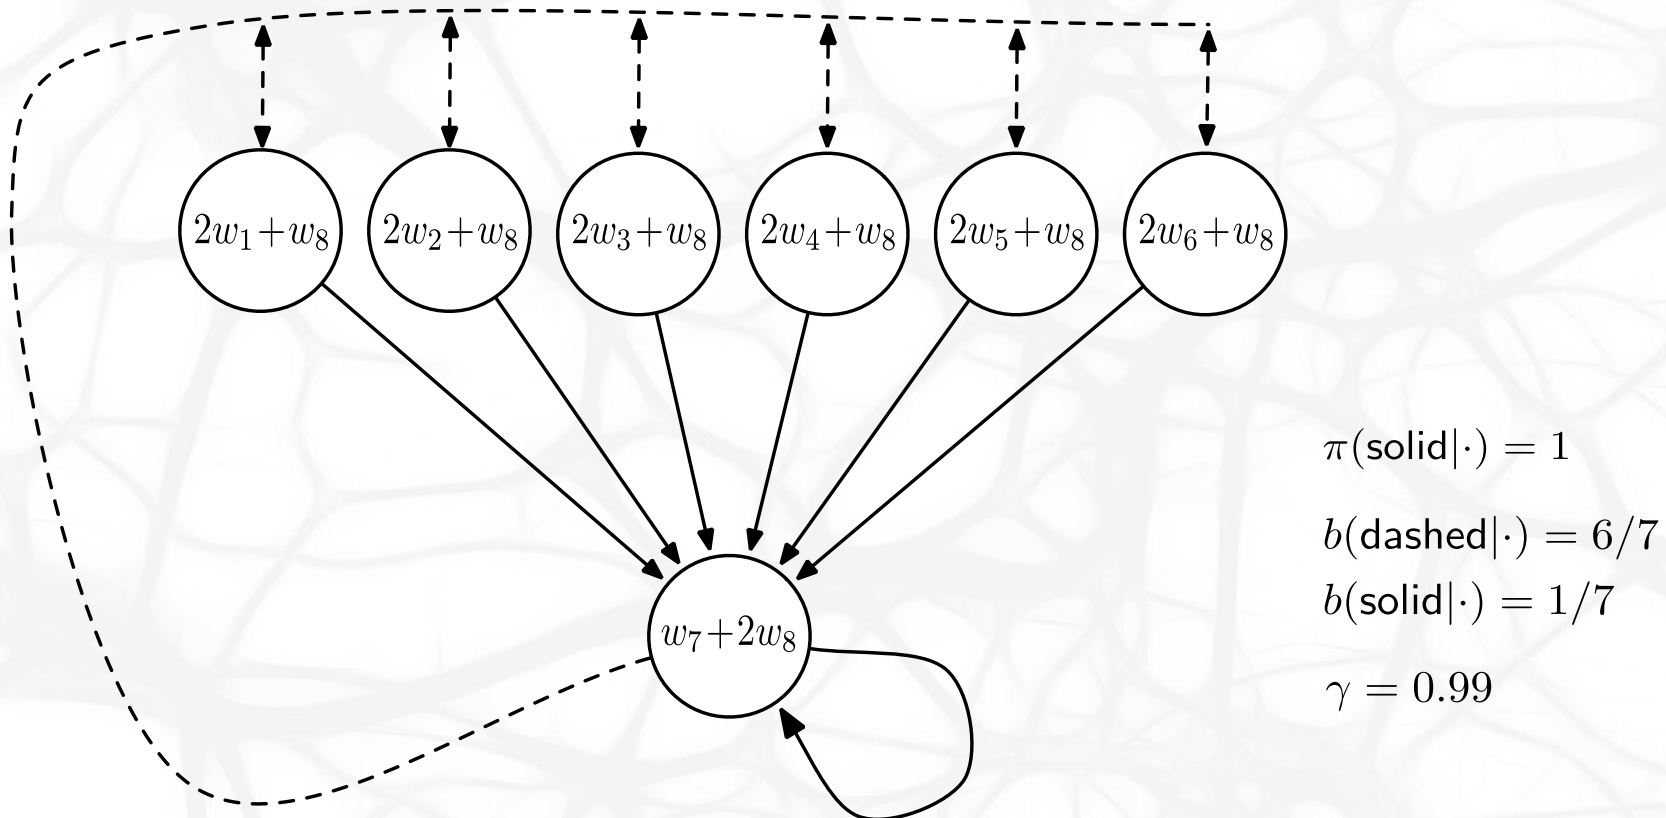 2w₁+w₈ 2w₂+w₈ 2w₃+w₈ 2w₄+w₈ 2w₅+w₈ 2w₆+w₈
π(solid|·) = 1
b(dashed|·) = 6/7
b(solid|·) = 1/7
w₇+2w₈
γ = 0.99